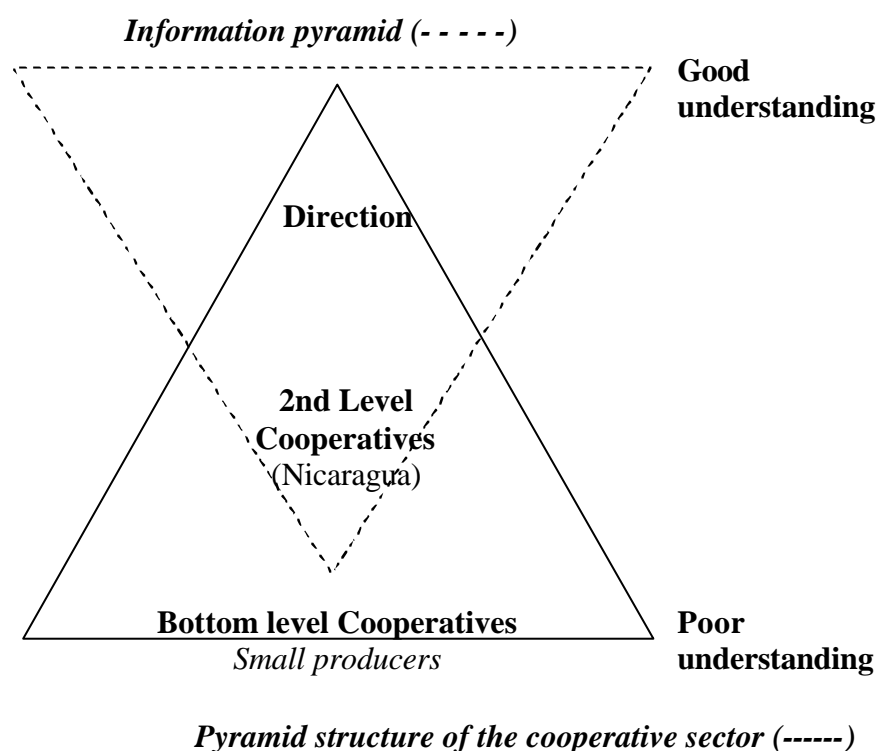 Information pyramid (- - - - -)
Good
understanding
Direction
2nd Level
Cooperatives
(Nicaragua)
Bottom level Cooperatives
Small producers
Poor
understanding
Pyramid structure of the cooperative sector (------)